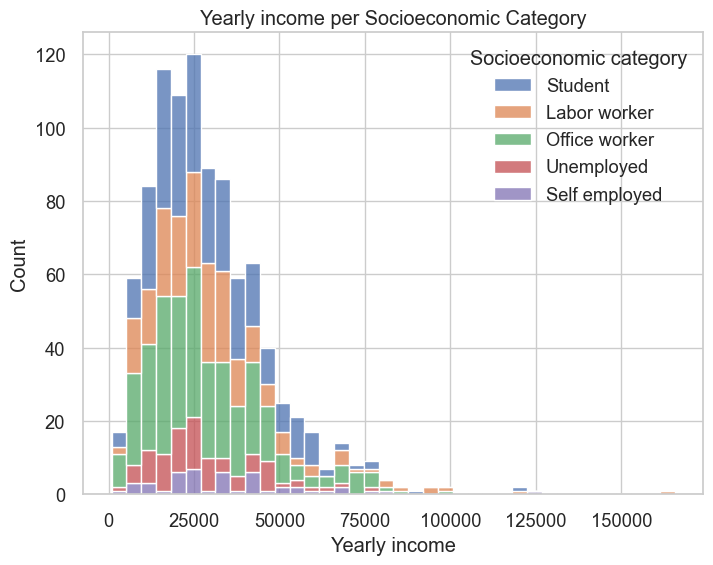 Yearly income per Socioeconomic Category
Socioeconomic category
Student
Labor worker
Office worker
Unemployed
Self employed
Count
120
100
80
60
40
20
0
0 25000 50000 75000 100000 125000 150000
Yearly income